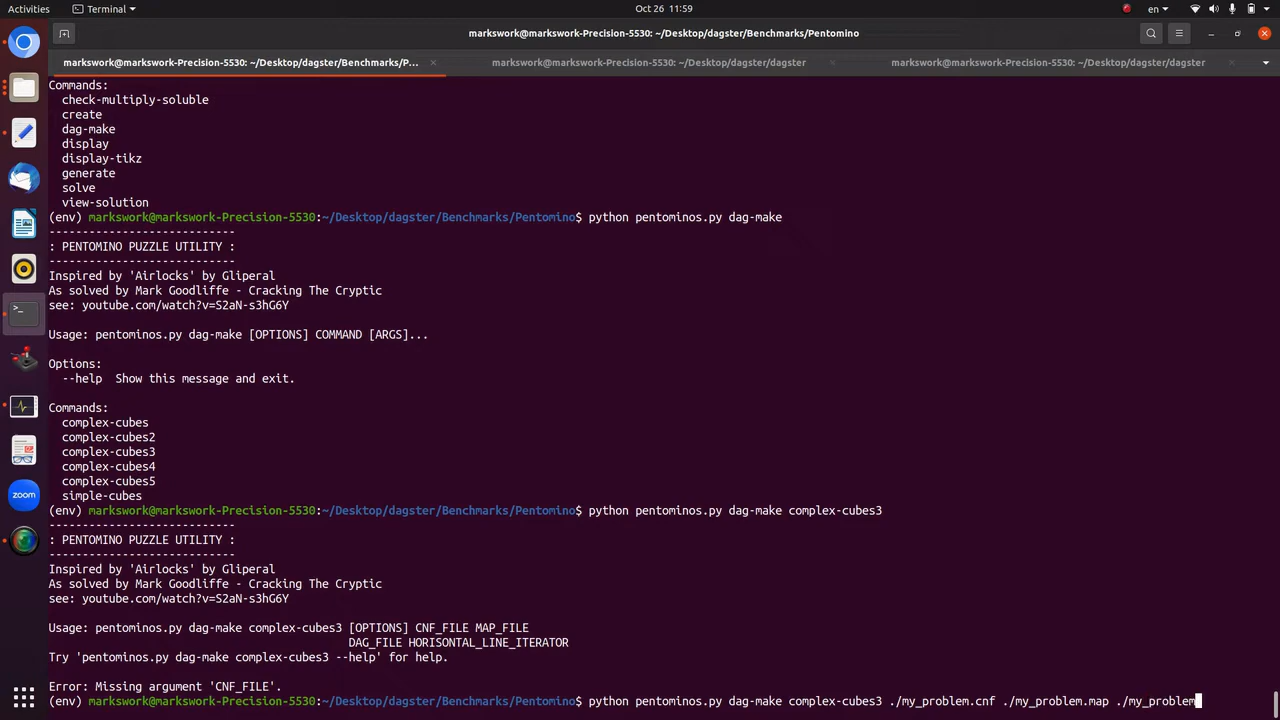 Activities
Terminal
Oct 26 11:59
en
markswork@markswork-Precision-5530: ~/Desktop/dagster/Benchmarks/Pentomino
markswork@markswork-Precision-5530: ~/Desktop/dagster/Benchmarks/P...
markswork@markswork-Precision-5530: ~/Desktop/dagster/dagster
markswork@markswork-Precision-5530: ~/Desktop/dagster/dagster
Commands:
check-multiply-soluble
create
dag-make
display
display-tikz
generate
solve
view-solution
(env) markswork@markswork-Precision-5530:~/Desktop/dagster/Benchmarks/Pentomino$ python pentominos.py dag-make
----------------------------
: PENTOMINO PUZZLE UTILITY :
----------------------------
Inspired by 'Airlocks' by Gliperal
As solved by Mark Goodliffe - Cracking The Cryptic
see: youtube.com/watch?v=S2aN-s3hG6Y
Usage: pentominos.py dag-make [OPTIONS] COMMAND [ARGS]...
Options:
--help  Show this message and exit.
Commands:
complex-cubes
complex-cubes2
complex-cubes3
complex-cubes4
complex-cubes5
simple-cubes
(env) markswork@markswork-Precision-5530:~/Desktop/dagster/Benchmarks/Pentomino$ python pentominos.py dag-make complex-cubes3
----------------------------
: PENTOMINO PUZZLE UTILITY :
----------------------------
Inspired by 'Airlocks' by Gliperal
As solved by Mark Goodliffe - Cracking The Cryptic
see: youtube.com/watch?v=S2aN-s3hG6Y
Usage: pentominos.py dag-make complex-cubes3 [OPTIONS] CNF_FILE MAP_FILE
DAG_FILE HORISONTAL_LINE_ITERATOR
Try 'pentominos.py dag-make complex-cubes3 --help' for help.
Error: Missing argument 'CNF_FILE'.
(env) markswork@markswork-Precision-5530:~/Desktop/dagster/Benchmarks/Pentomino$ python pentominos.py dag-make complex-cubes3 ./my_problem.cnf ./my_problem.map ./my_problem
zoom